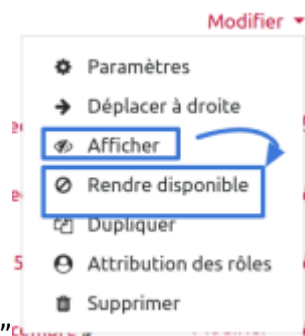 Modifier
Paramètres
Déplacer à droite
Afficher
Rendre disponible
Dupliquer
Attribution des rôles
Supprimer
”